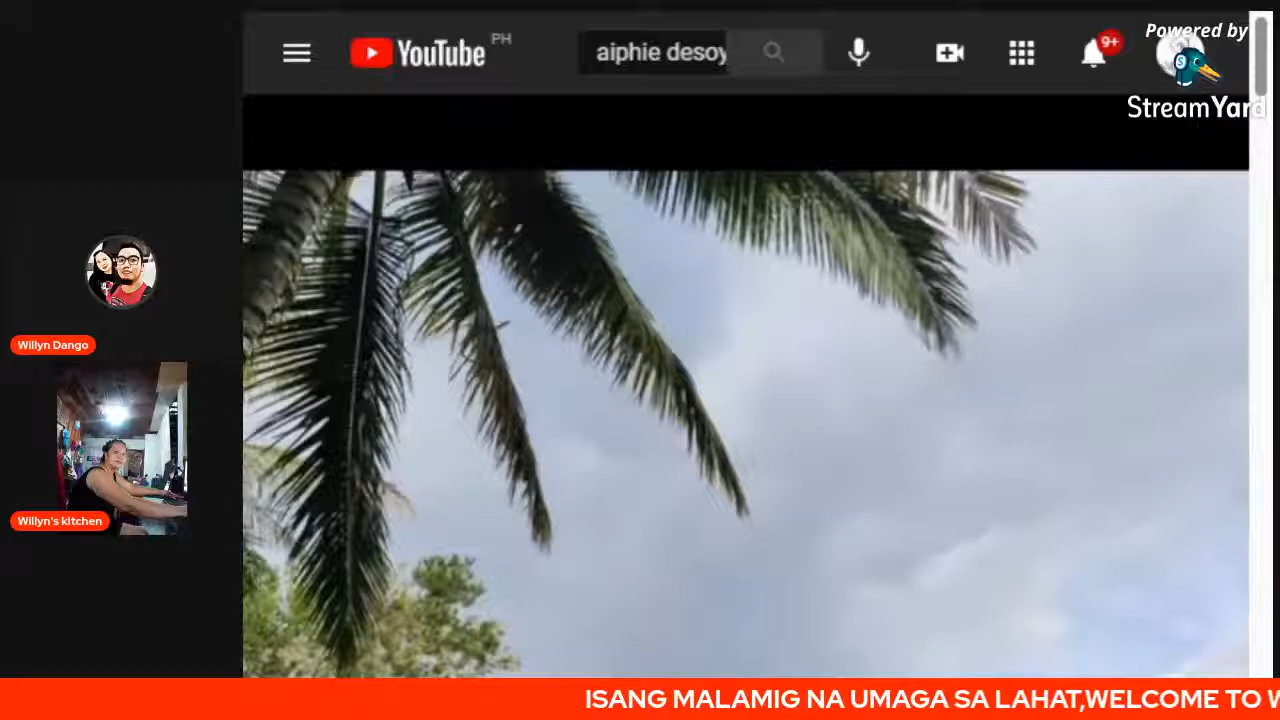 Powered by
YouTube PH
aiphie desoy
9+
StreamYard
Willyn Dango
Willyn's kitchen
ISANG MALAMIG NA UMAGA SA LAHAT,WELCOME TO W